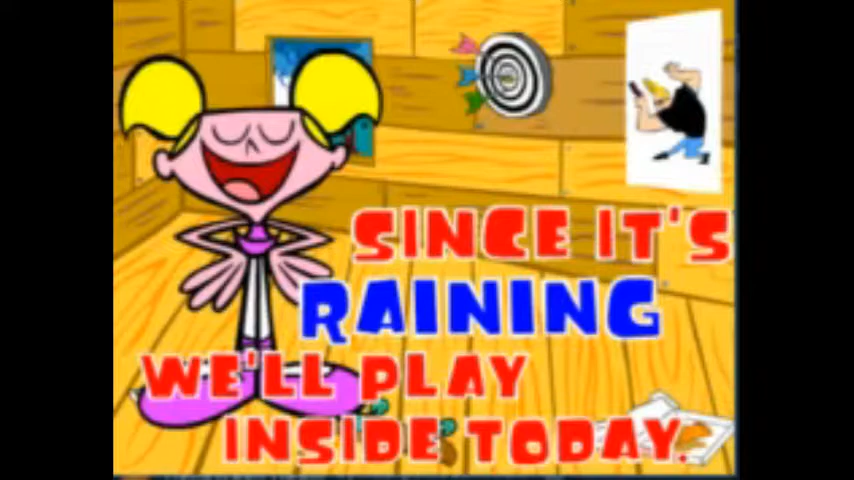 SINCE IT'S
RAINING
WE'LL PLAY
INSIDE TODAY.